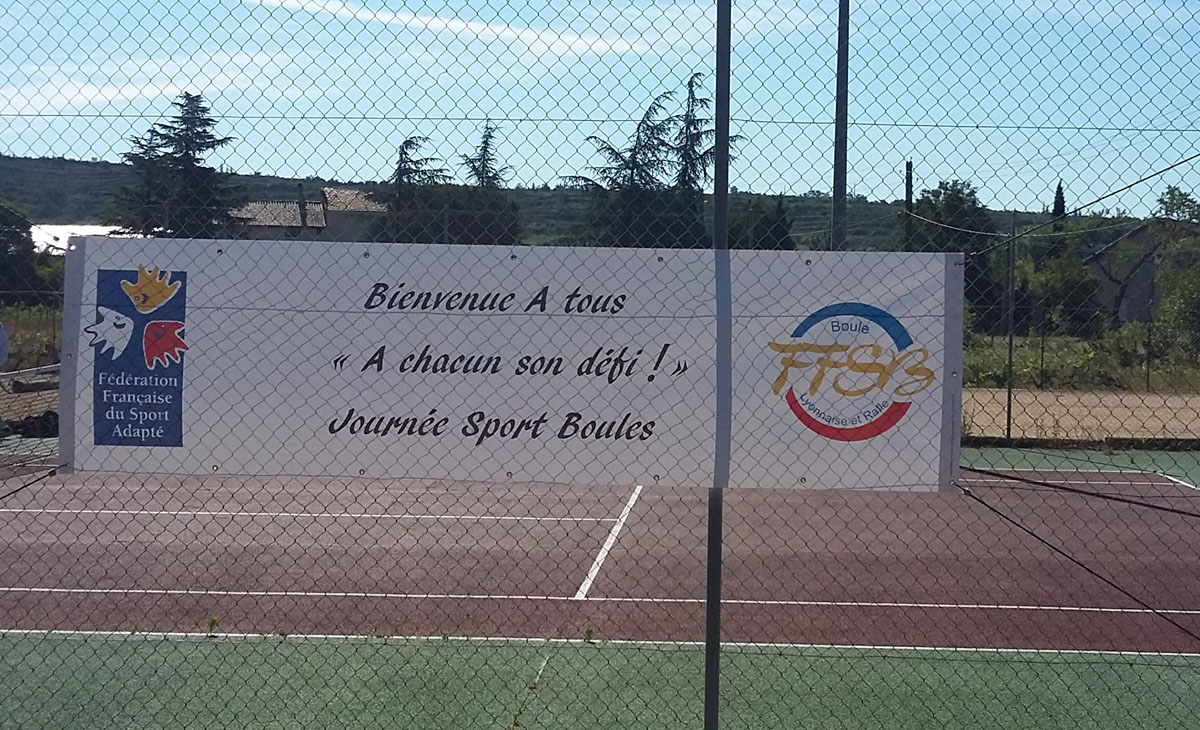 Fédération
Française
du Sport
Adapté
Bienvenue A tous
« A chacun son défi ! »
Journée Sport Boules
Boule
FFSB
Lyonnaise et Raffa